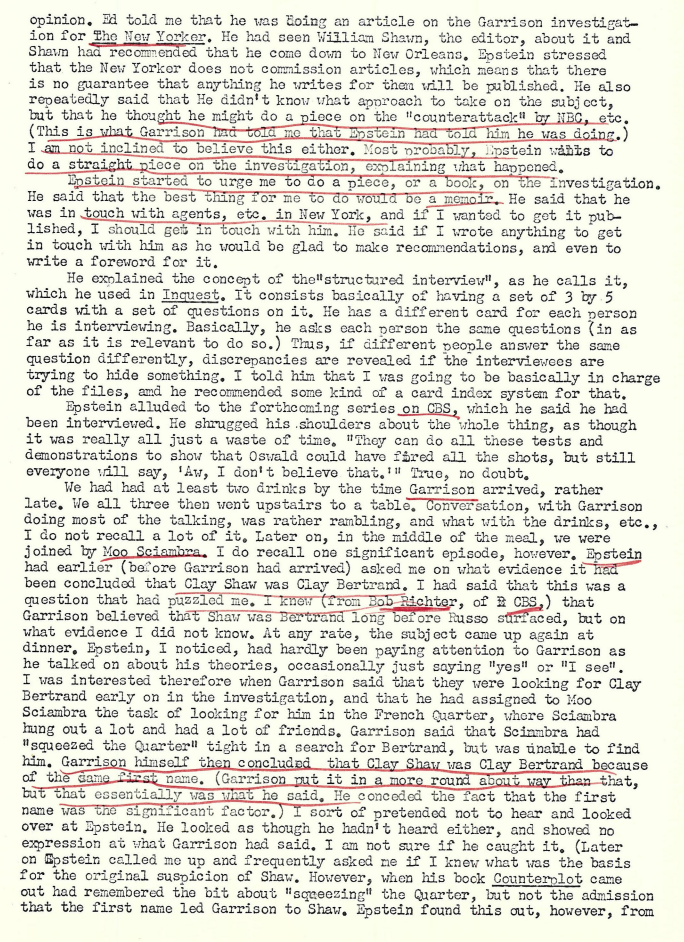 opinion. Ed told me that he was doing an article on the Garrison investigat-
ion for The New Yorker. He had seen William Shawn, the editor, about it and
Shawn had recommended that he come down to New Orleans. Epstein stressed
that the New Yorker does not commission articles, which means that there
is no guarantee that anything he writes for them will be published. He also
repeatedly said that He didn't know what approach to take on the subject,
but that he thought he might do a piece on the "counterattack" by NBC, etc.
(This is what Garrison had told me that Epstein had told him he was doing.)
I am not inclined to believe this either. Most probably, Epstein wants to
do a straight piece on the investigation, explaining what happened.
Epstein started to urge me to do a piece, or a book, on the investigation.
He said that the best thing for me to do would be a memoir. He said that he
was in touch with agents, etc. in New York, and if I wanted to get it pub-
lished, I should get in touch with him. He said if I wrote anything to get
in touch with him as he would be glad to make recommendations, and even to
write a foreword for it.
He explained the concept of the"structured interview", as he calls it,
which he used in Inquest. It consists basically of having a set of 3 by 5
cards with a set of questions on it. He has a different card for each person
he is interviewing. Basically, he asks each person the same questions (in as
far as it is relevant to do so.) Thus, if different people answer the same
question differently, discrepancies are revealed if the interviewees are
trying to hide something. I told him that I was going to be basically in charge
of the files, and he recommended some kind of a card index system for that.
Epstein alluded to the forthcoming series on CBS, which he said he had
been interviewed. He shrugged his shoulders about the whole thing, as though
it was really all just a waste of time. "They can do all these tests and
demonstrations to show that Oswald could have fired all the shots, but still
everyone will say, 'Aw, I don't believe that.'" True, no doubt.
We had had at least two drinks by the time Garrison arrived, rather
late. We all three then went upstairs to a table. Conversation, with Garrison
doing most of the talking, was rather rambling, and what with the drinks, etc.,
I do not recall a lot of it. Later on, in the middle of the meal, we were
joined by Moo Sciambra. I do recall one significant episode, however. Epstein
had earlier (before Garrison had arrived) asked me on what evidence it had
been concluded that Clay Shaw was Clay Bertrand. I had said that this was a
question that had puzzled me. I knew (from Bob Richter, of CBS,) that
Garrison believed that Shaw was Bertrand long before Russo surfaced, but on
what evidence I did not know. At any rate, the subject came up again at
dinner. Epstein, I noticed, had hardly been paying attention to Garrison as
he talked on about his theories, occasionally just saying "yes" or "I see".
I was interested therefore when Garrison said that they were looking for Clay
Bertrand early on in the investigation, and that he had assigned to Moo
Sciambra the task of looking for him in the French Quarter, where Sciambra
hung out a lot and had a lot of friends. Garrison said that Scinmbra had
"squeezed the Quarter" tight in a search for Bertrand, but was unable to find
him. Garrison himself then concluded that Clay Shaw was Clay Bertrand because
of the same first name. (Garrison put it in a more round about way than that,
but that essentially was what he said. He conceded the fact that the first
name was the significant factor.) I sort of pretended not to hear and looked
over at Epstein. He looked as though he hadn't heard either, and showed no
expression at what Garrison had said. I am not sure if he caught it. (Later
on Epstein called me up and frequently asked me if I knew what was the basis
for the original suspicion of Shaw. However, when his book Counterplot came
out had remembered the bit about "squeezing" the Quarter, but not the admission
that the first name led Garrison to Shaw. Epstein found this out, however, from